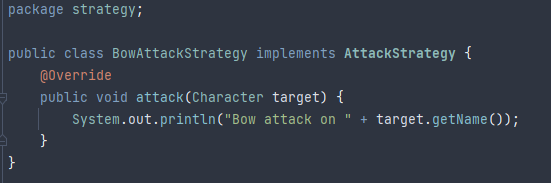 package strategy;
public class BowAttackStrategy implements AttackStrategy {
@Override
public void attack(Character target) {
System.out.println("Bow attack on " + target.getName());
}
}